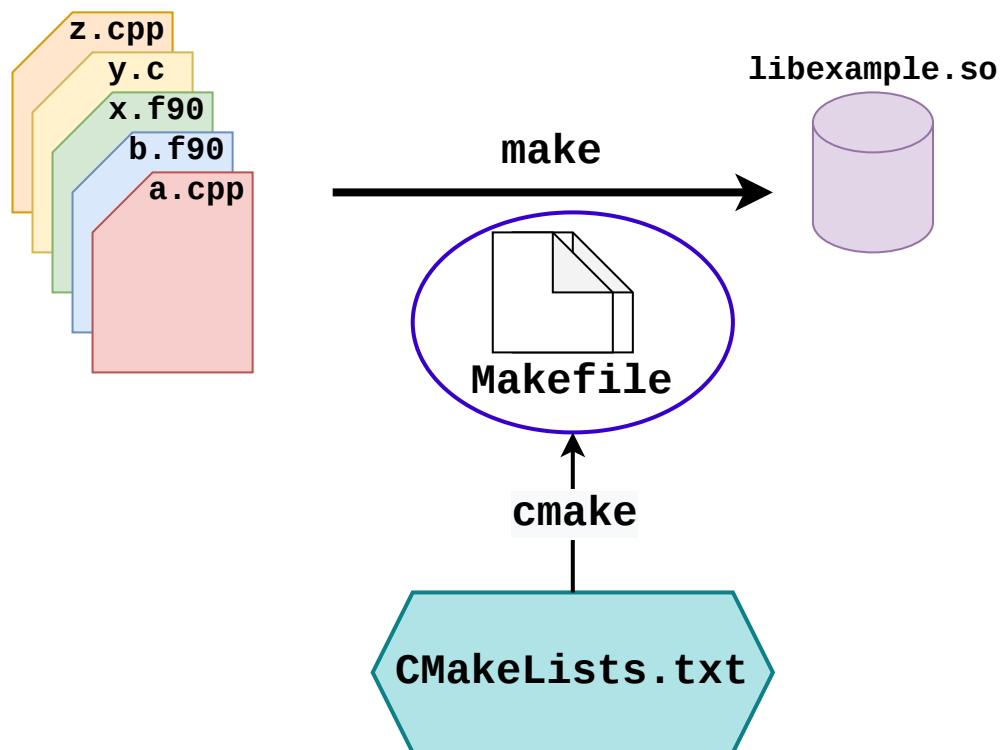 z.cpp
y.c
x.f90
b.f90
a.cpp
make
libexample.so
Makefile
cmake
CMakeLists.txt